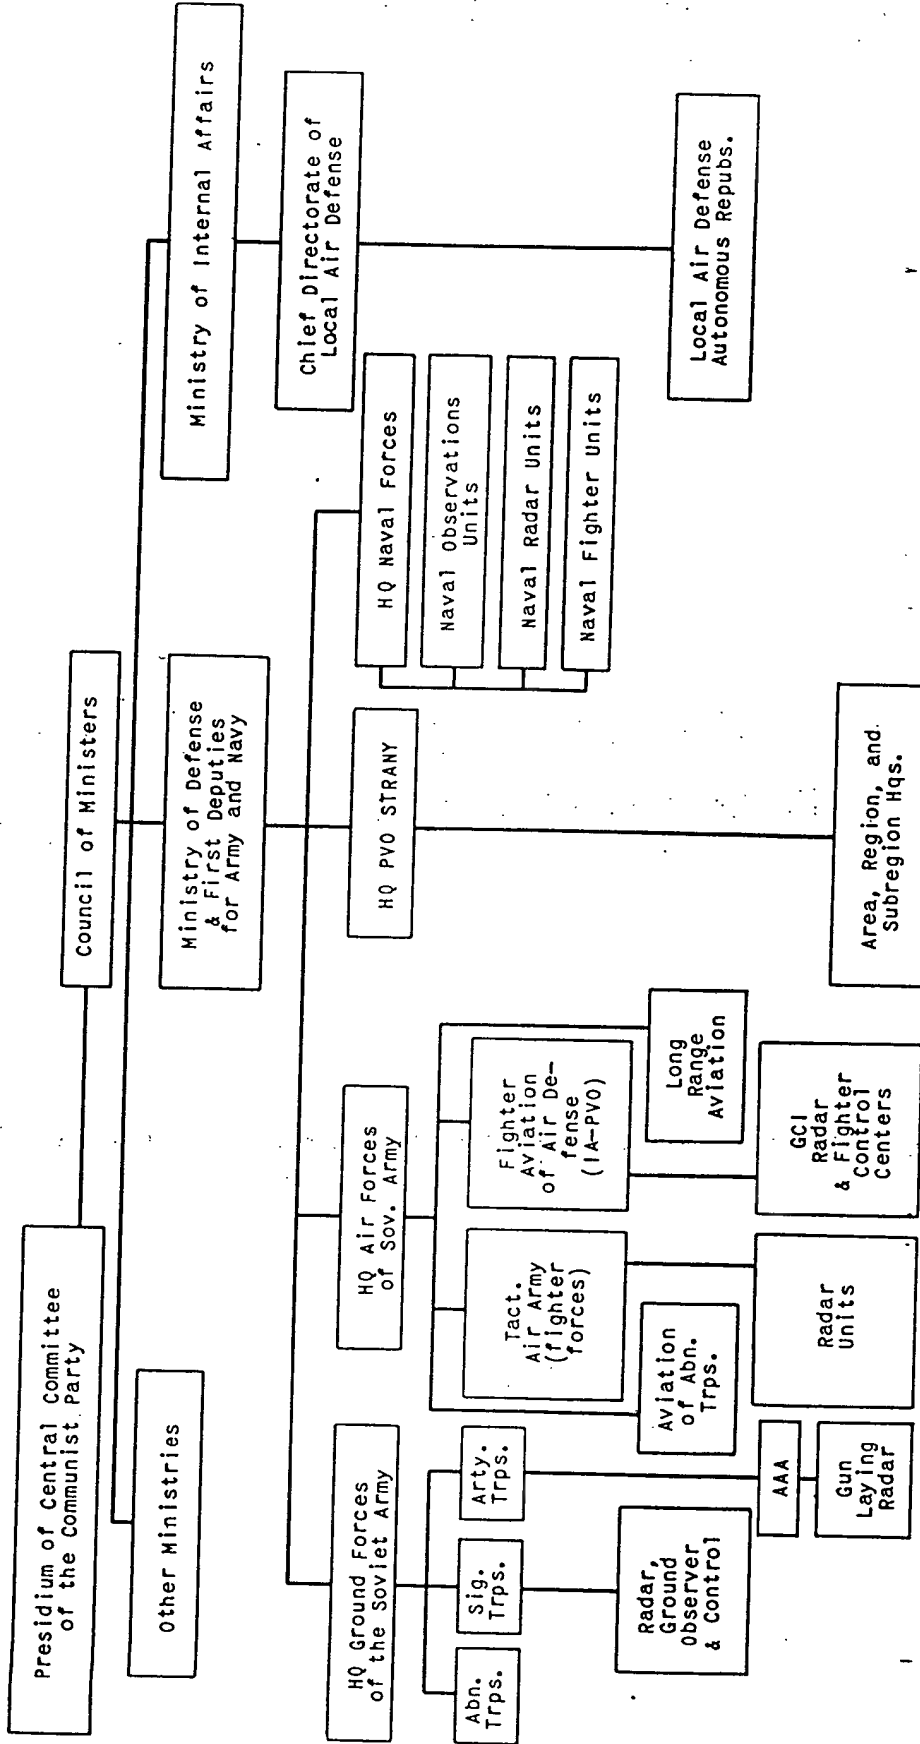 Presidium of Central Committee
of the Communist Party
Council of Ministers
Other Ministries
Ministry of Defense
& First Deputies
for Army and Navy
Ministry of Internal Affairs
Chief Directorate of
Local Air Defense
HQ Ground Forces
of the Soviet Army
HQ Air Forces
of Sov. Army
HQ PVO STRANY
HQ Naval Forces
Naval Observations
Units
Naval Radar Units
Naval Fighter Units
Abn.
Trps.
Sig.
Trps.
Arty.
Trps.
Tact.
Air Army
(fighter
forces)
Fighter
Aviation
of Air De-
fense
(IA-PVO)
Radar,
Ground
Observer
& Control
Aviation
of Abn.
Trps.
Long
Range
Aviation
Local Air Defense
Autonomous Repubs.
AAA
Gun
Laying
Radar
Radar
Units
GCI
Radar
& Fighter
Control
Centers
Area, Region, and
Subregion Hqs.